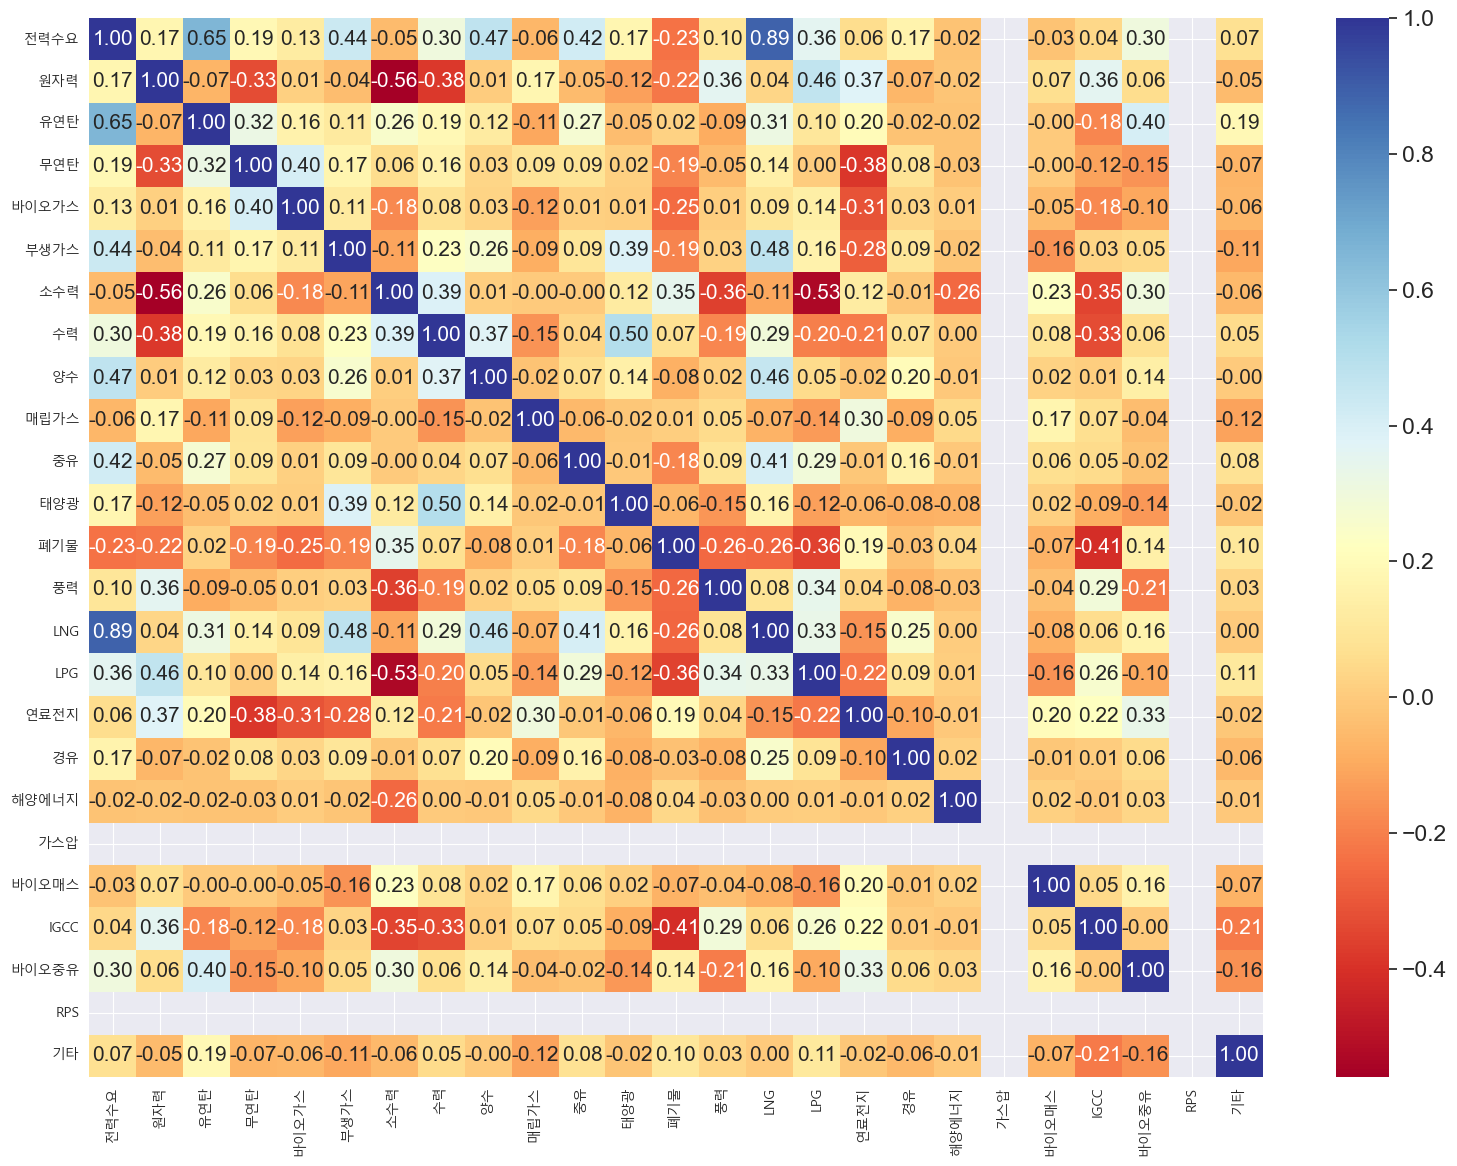 전력수요 1.00 0.17 0.65 0.19 0.13 0.44 -0.05 0.30 0.47 -0.06 0.42 0.17 -0.23 0.10 0.89 0.36 0.06 0.17 -0.02 -0.03 0.04 0.30 0.07
원자력 0.17 1.00 -0.07 -0.33 0.01 -0.04 -0.56 -0.38 0.01 0.17 -0.05 -0.12 -0.22 0.36 0.04 0.46 0.37 -0.07 -0.02 0.07 0.36 0.06 -0.05
유연탄 0.65 -0.07 1.00 0.32 0.16 0.11 0.26 0.19 0.12 -0.11 0.27 -0.05 0.02 -0.09 0.31 0.10 0.20 -0.02 -0.02 -0.00 -0.18 0.40 0.19
무연탄 0.19 -0.33 0.32 1.00 0.40 0.17 0.06 0.16 0.03 0.09 0.09 0.02 -0.19 -0.05 0.14 0.00 -0.38 0.08 -0.03 -0.00 -0.12 -0.15 -0.07
바이오가스 0.13 0.01 0.16 0.40 1.00 0.11 -0.18 0.08 0.03 -0.12 0.01 0.01 -0.25 0.01 0.09 0.14 -0.31 0.03 0.01 -0.05 -0.18 -0.10 -0.06
부생가스 0.44 -0.04 0.11 0.17 0.11 1.00 -0.11 0.23 0.26 -0.09 0.09 0.39 -0.19 0.03 0.48 0.16 -0.28 0.09 -0.02 -0.16 0.03 0.05 -0.11
소수력 -0.05 -0.56 0.26 0.06 -0.18 -0.11 1.00 0.39 0.01 -0.00 -0.00 0.12 0.35 -0.36 -0.11 -0.53 0.12 -0.01 -0.26 0.23 -0.35 0.30 -0.06
수력 0.30 -0.38 0.19 0.16 0.08 0.23 0.39 1.00 0.37 -0.15 0.04 0.50 0.07 -0.19 0.29 -0.20 -0.21 0.07 0.00 0.08 -0.33 0.06 0.05
양수 0.47 0.01 0.12 0.03 0.03 0.26 0.01 0.37 1.00 -0.02 0.07 0.14 -0.08 0.02 0.46 0.05 -0.02 0.20 -0.01 0.02 0.01 0.14 -0.00
매립가스 -0.06 0.17 -0.11 0.09 -0.12 -0.09 -0.00 -0.15 -0.02 1.00 -0.06 -0.02 0.01 0.05 -0.07 -0.14 0.30 -0.09 0.05 0.17 0.07 -0.04 -0.12
중유 0.42 -0.05 0.27 0.09 0.01 0.09 -0.00 0.04 0.07 -0.06 1.00 -0.01 -0.18 0.09 0.41 0.29 -0.01 0.16 -0.01 0.06 0.05 -0.02 0.08
태양광 0.17 -0.12 -0.05 0.02 0.01 0.39 0.12 0.50 0.14 -0.02 -0.01 1.00 -0.06 -0.15 0.16 -0.12 -0.06 -0.08 -0.08 0.02 -0.09 -0.14 -0.02
폐기물 -0.23 -0.22 0.02 -0.19 -0.25 -0.19 0.35 0.07 -0.08 0.01 -0.18 -0.06 1.00 -0.26 -0.26 -0.36 0.19 -0.03 0.04 -0.07 -0.41 0.14 0.10
풍력 0.10 0.36 -0.09 -0.05 0.01 0.03 -0.36 -0.19 0.02 0.05 0.09 -0.15 -0.26 1.00 0.08 0.34 0.04 -0.08 -0.03 -0.04 0.29 -0.21 0.03
LNG 0.89 0.04 0.31 0.14 0.09 0.48 -0.11 0.29 0.46 -0.07 0.41 0.16 -0.26 0.08 1.00 0.33 -0.15 0.25 0.00 -0.08 0.06 0.16 0.00
LPG 0.36 0.46 0.10 0.00 0.14 0.16 -0.53 -0.20 0.05 -0.14 0.29 -0.12 -0.36 0.34 0.33 1.00 -0.22 0.09 0.01 -0.16 0.26 -0.10 0.11
연료전지 0.06 0.37 0.20 -0.38 -0.31 -0.28 0.12 -0.21 -0.02 0.30 -0.01 -0.06 0.19 0.04 -0.15 -0.22 1.00 -0.10 -0.01 0.20 0.22 0.33 -0.02
경유 0.17 -0.07 -0.02 0.08 0.03 0.09 -0.01 0.07 0.20 -0.09 0.16 -0.08 -0.03 -0.08 0.25 0.09 -0.10 1.00 0.02 -0.01 0.01 0.06 -0.06
해양에너지 -0.02 -0.02 -0.02 -0.03 0.01 -0.02 -0.26 0.00 -0.01 0.05 -0.01 -0.08 0.04 -0.03 0.00 0.01 -0.01 0.02 1.00 0.02 -0.01 0.03 -0.01
가스압
바이오매스 -0.03 0.07 -0.00 -0.00 -0.05 -0.16 0.23 0.08 0.02 0.17 0.06 0.02 -0.07 -0.04 -0.08 -0.16 0.20 -0.01 0.02 1.00 0.05 0.16 -0.07
IGCC 0.04 0.36 -0.18 -0.12 -0.18 0.03 -0.35 -0.33 0.01 0.07 0.05 -0.09 -0.41 0.29 0.06 0.26 0.22 0.01 -0.01 0.05 1.00 -0.00 -0.21
바이오중유 0.30 0.06 0.40 -0.15 -0.10 0.05 0.30 0.06 0.14 -0.04 -0.02 -0.14 0.14 -0.21 0.16 -0.10 0.33 0.06 0.03 0.16 -0.00 1.00 -0.16
RPS
기타 0.07 -0.05 0.19 -0.07 -0.06 -0.11 -0.06 0.05 -0.00 -0.12 0.08 -0.02 0.10 0.03 0.00 0.11 -0.02 -0.06 -0.01 -0.07 -0.21 -0.16 1.00
전력수요 원자력 유연탄 무연탄 바이오가스 부생가스 소수력 수력 양수 매립가스 중유 태양광 폐기물 풍력 LNG LPG 연료전지 경유 해양에너지 가스압 바이오매스 IGCC 바이오중유 RPS 기타
1.0
0.8
0.6
0.4
0.2
0.0
−0.2
−0.4